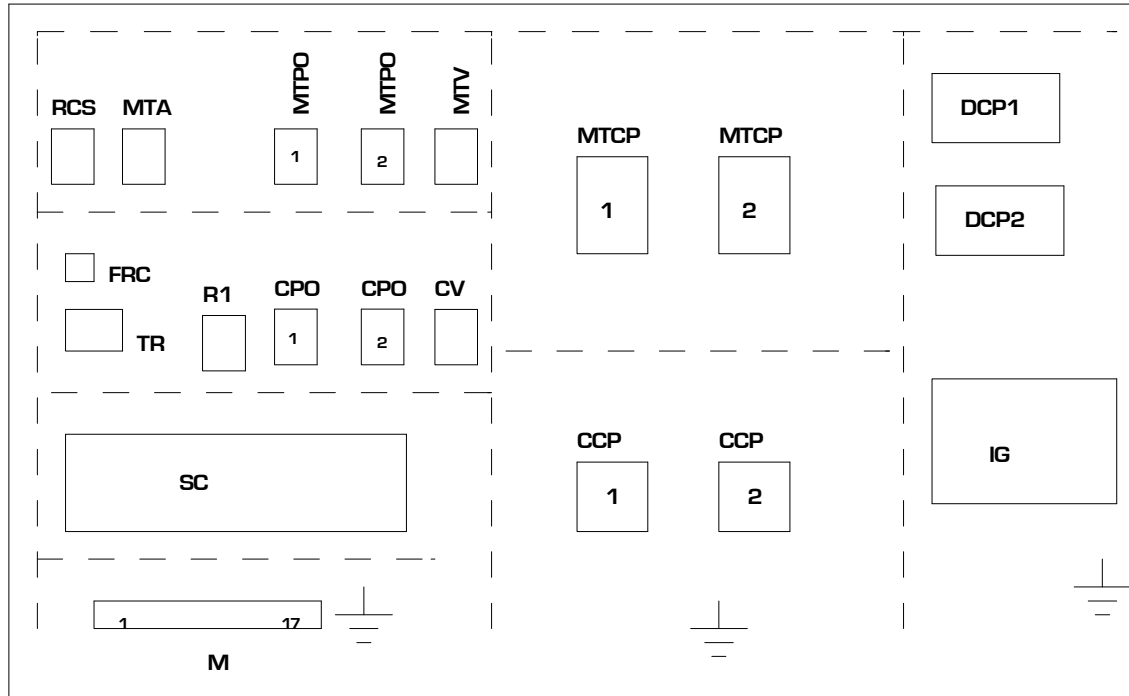 RCS MTA MTPO MTPO MTV
1 2
MTCP MTCP
1 2
DCP1
DCP2
FRC
TR
R1 CPO CPO CV
1 2
SC
CCP CCP
1 2
IG
1 17
M